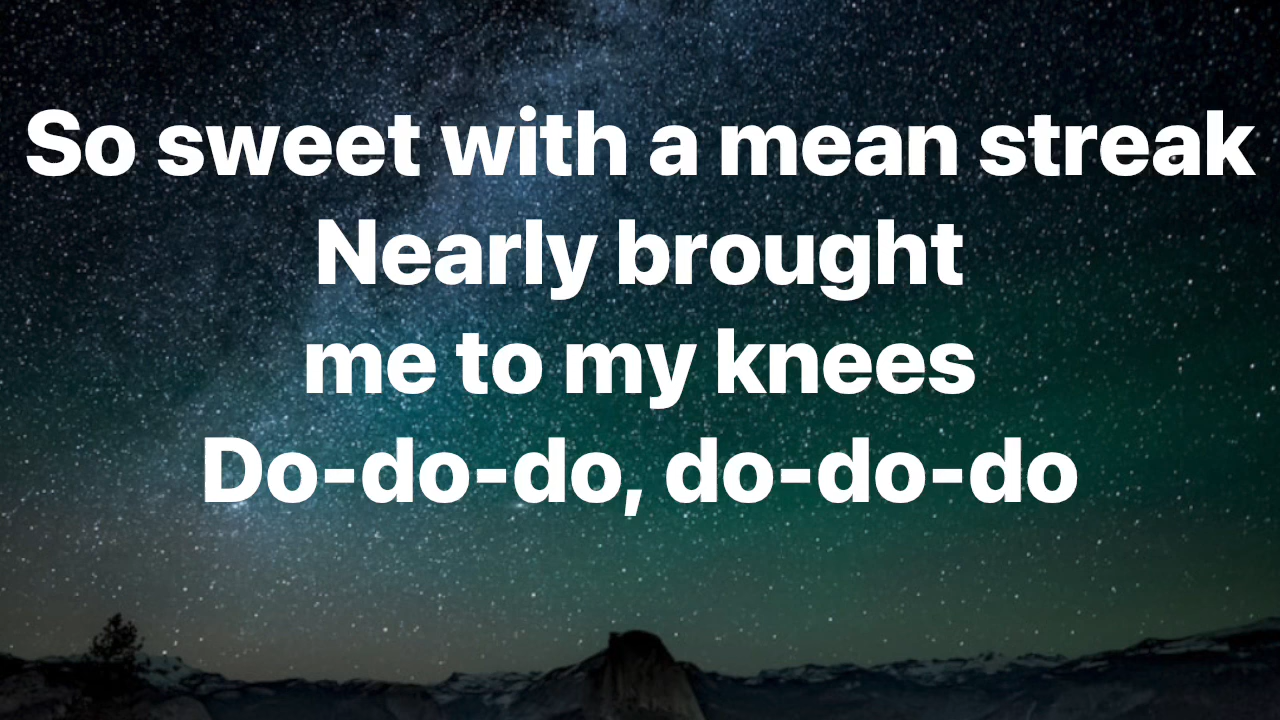 So sweet with a mean streak
Nearly brought
me to my knees
Do-do-do, do-do-do